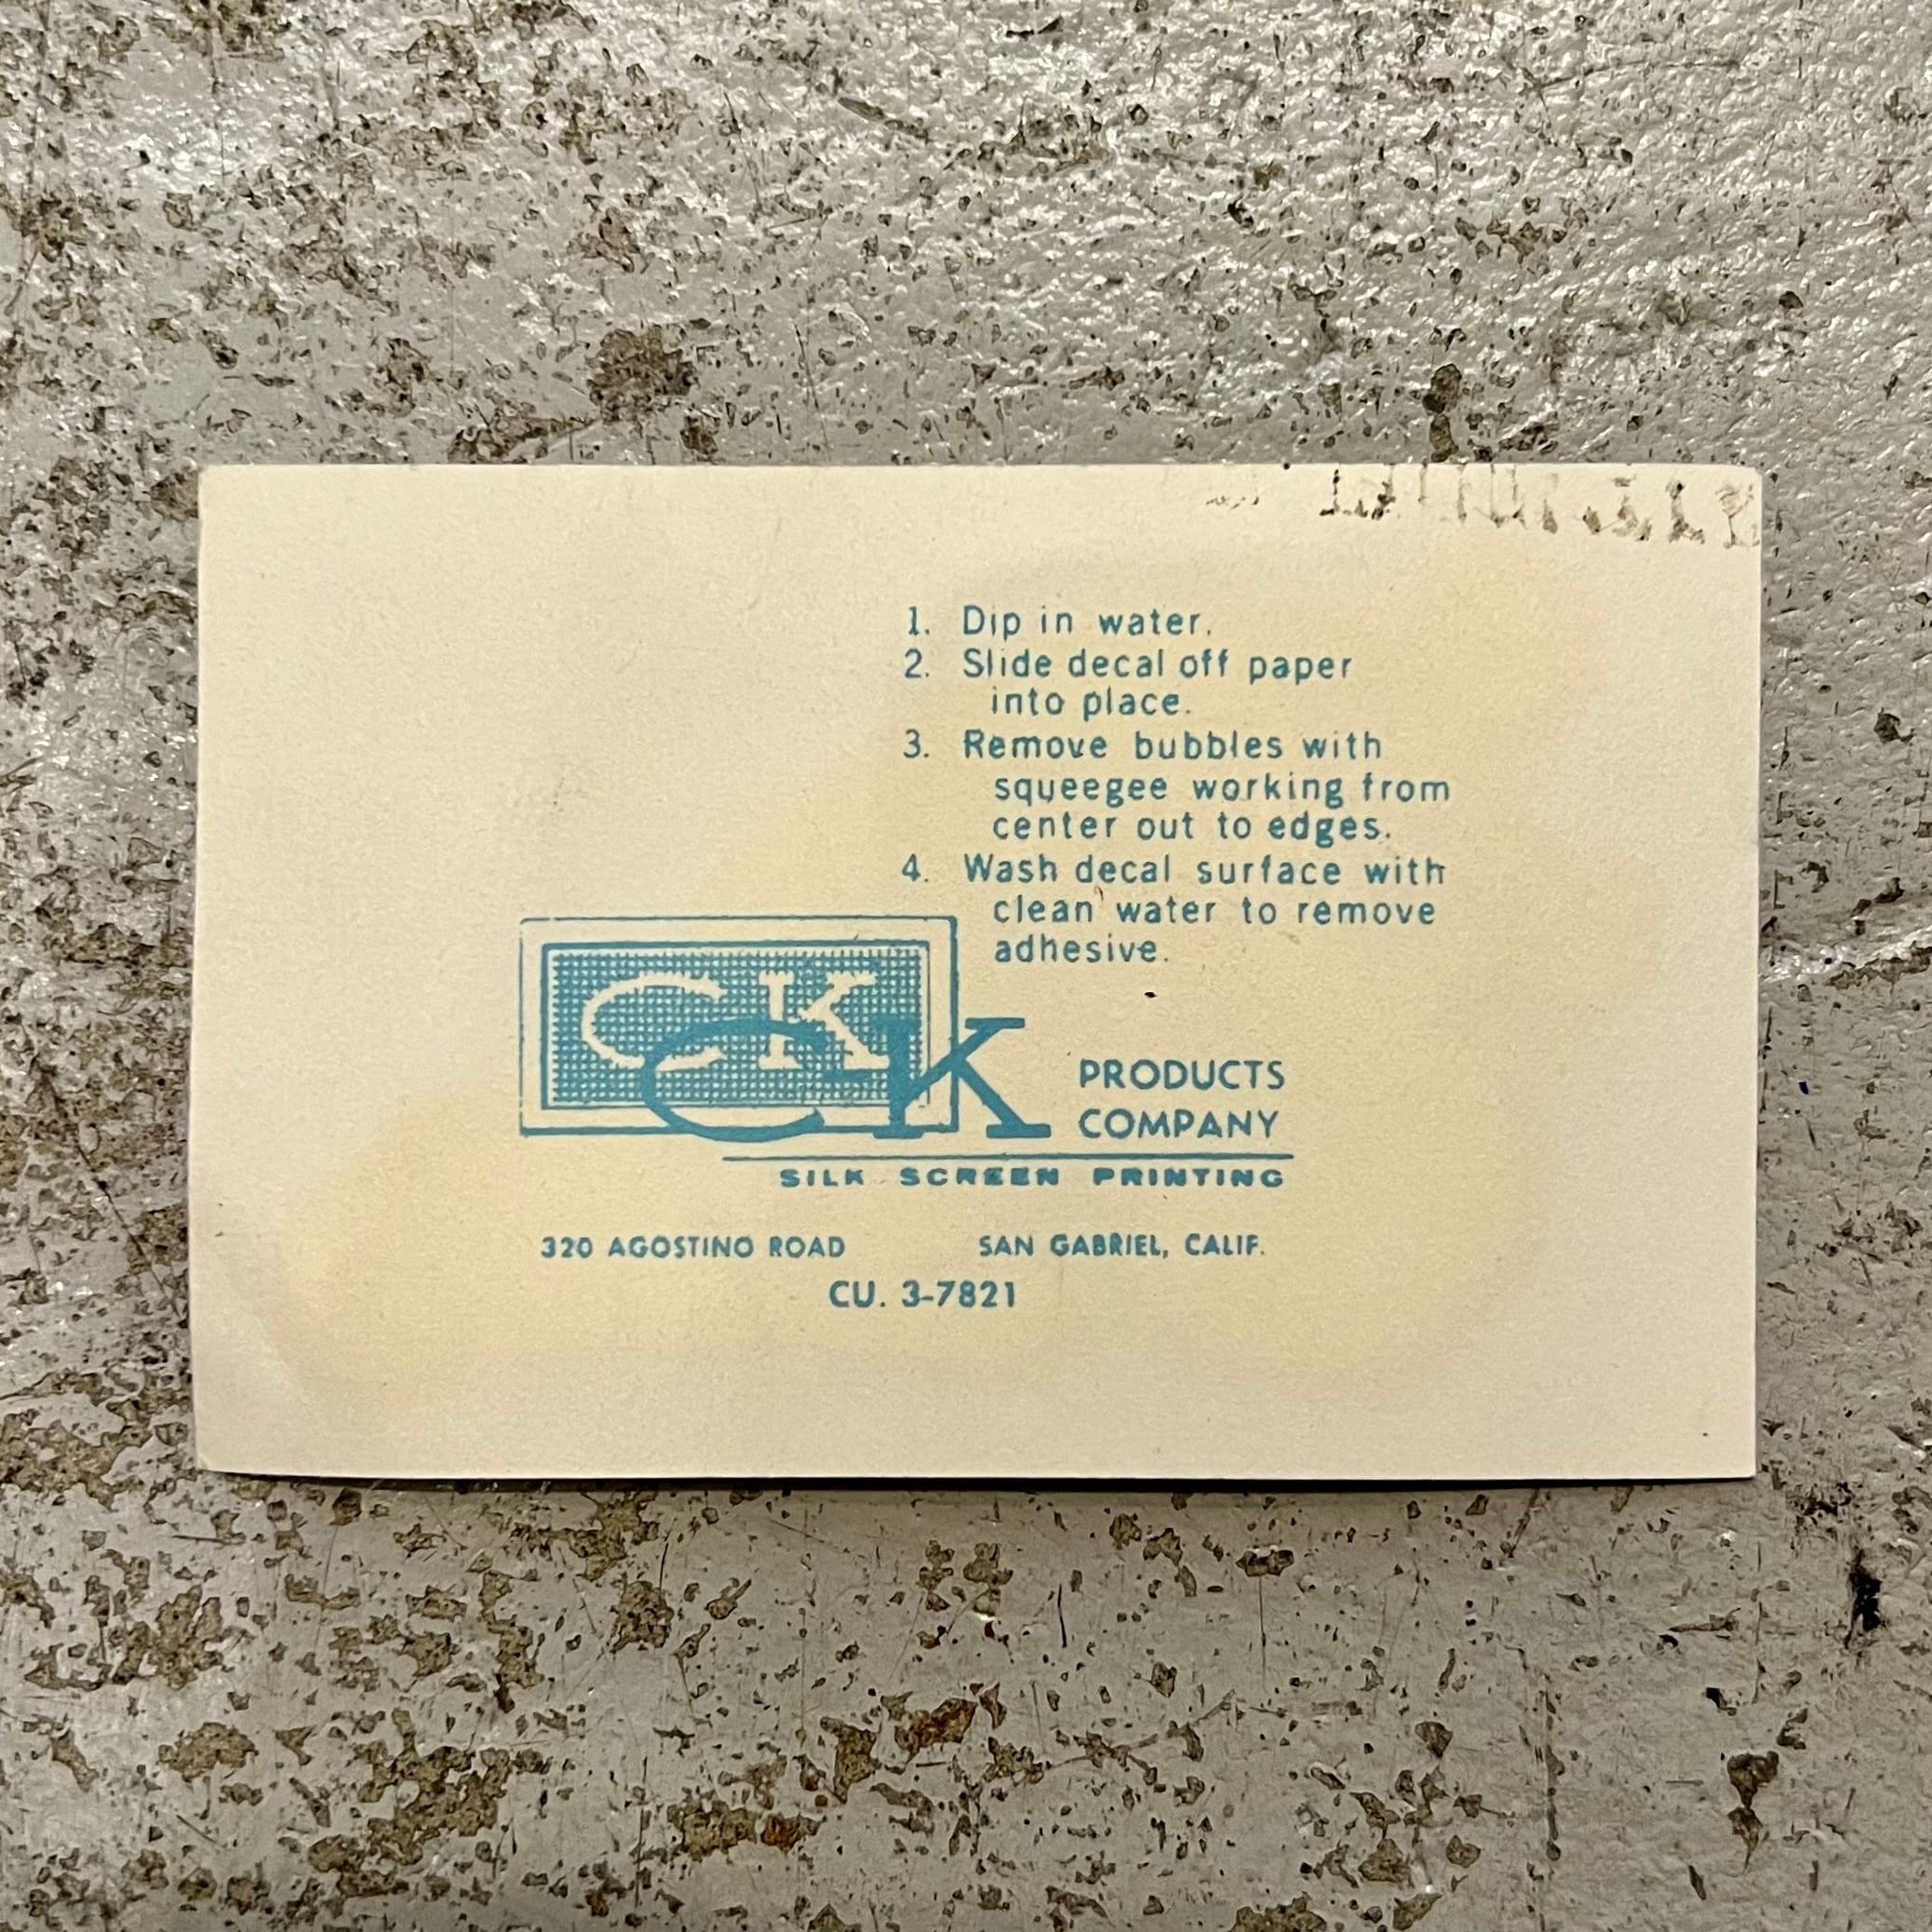 1. Dip in water.
2. Slide decal off paper
into place.
3. Remove bubbles with
squeegee working from
center out to edges.
4. Wash decal surface with
clean water to remove
adhesive.
CK
CK PRODUCTS
COMPANY
SILK SCREEN PRINTING
320 AGOSTINO ROAD SAN GABRIEL, CALIF.
CU. 3-7821